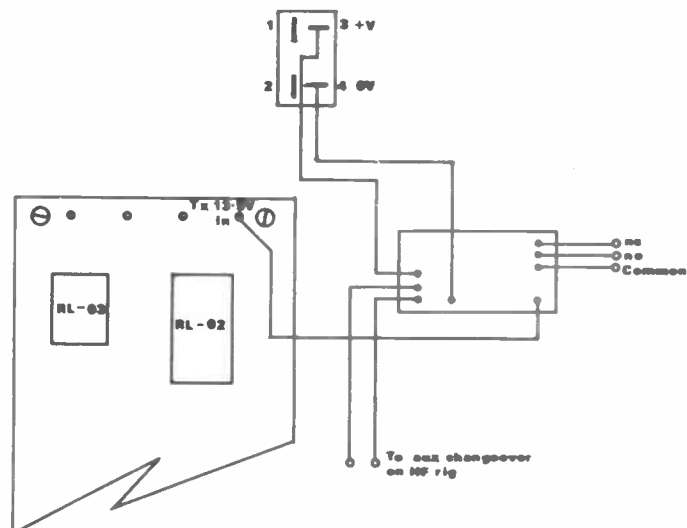 1
3 +V
2
4 0V
Tx 13·8V
in
nc
no
Common
RL-03
RL-02
To aux changeover
on HF rig